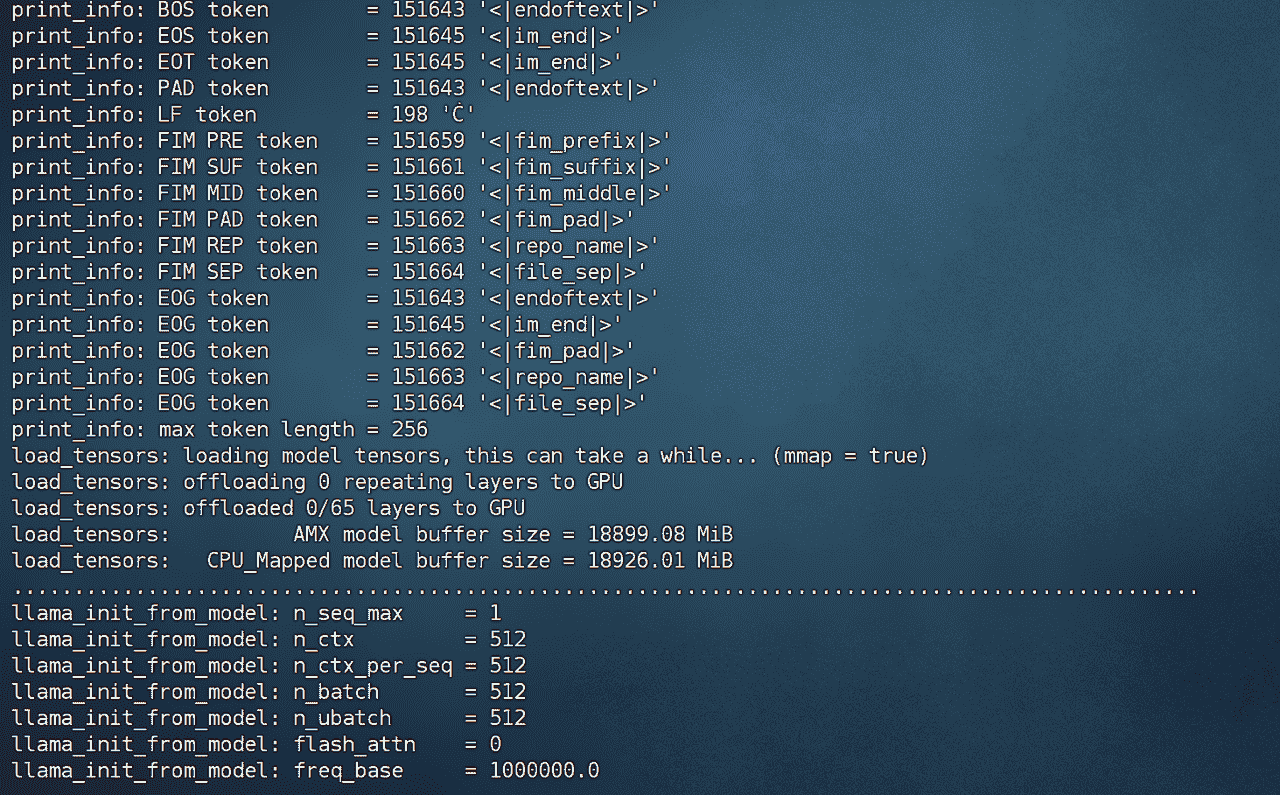 print_info: BOS token        = 151643 '<|endoftext|>'
print_info: EOS token        = 151645 '<|im_end|>'
print_info: EOT token        = 151645 '<|im_end|>'
print_info: PAD token        = 151643 '<|endoftext|>'
print_info: LF token         = 198 'Ċ'
print_info: FIM PRE token    = 151659 '<|fim_prefix|>'
print_info: FIM SUF token    = 151661 '<|fim_suffix|>'
print_info: FIM MID token    = 151660 '<|fim_middle|>'
print_info: FIM PAD token    = 151662 '<|fim_pad|>'
print_info: FIM REP token    = 151663 '<|repo_name|>'
print_info: FIM SEP token    = 151664 '<|file_sep|>'
print_info: EOG token        = 151643 '<|endoftext|>'
print_info: EOG token        = 151645 '<|im_end|>'
print_info: EOG token        = 151662 '<|fim_pad|>'
print_info: EOG token        = 151663 '<|repo_name|>'
print_info: EOG token        = 151664 '<|file_sep|>'
print_info: max token length = 256
load_tensors: loading model tensors, this can take a while... (mmap = true)
load_tensors: offloading 0 repeating layers to GPU
load_tensors: offloaded 0/65 layers to GPU
load_tensors:          AMX model buffer size = 18899.08 MiB
load_tensors:   CPU_Mapped model buffer size = 18926.01 MiB
.................................................................................................
llama_init_from_model: n_seq_max     = 1
llama_init_from_model: n_ctx         = 512
llama_init_from_model: n_ctx_per_seq = 512
llama_init_from_model: n_batch       = 512
llama_init_from_model: n_ubatch      = 512
llama_init_from_model: flash_attn    = 0
llama_init_from_model: freq_base     = 1000000.0